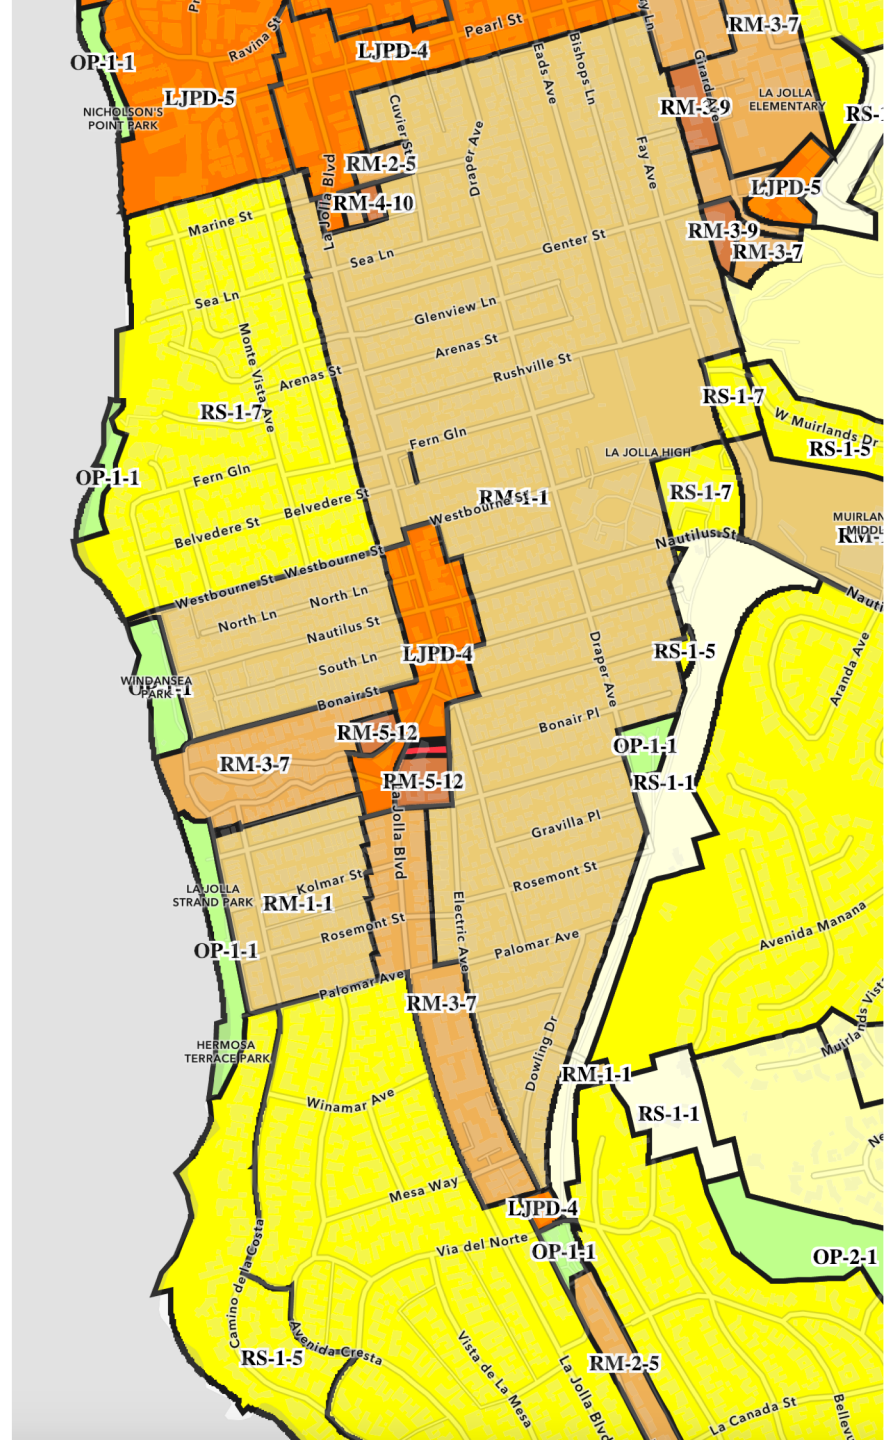 Pearl St
RM-3-7
Ravina St
LJPD-4
OP-1-1
Eads Ave
Bishops Ln
Girard Ave
LA JOLLA
ELEMENTARY
LJPD-5
RM-3-9
NICHOLSON'S
POINT PARK
Cuvier St
Draper Ave
Fay Ave
RM-2-5
LJPD-5
La Jolla Blvd
RM-4-10
Marine St
RM-3-9
Genter St
RM-3-7
Sea Ln
Sea Ln
Glenview Ln
Monte Vista Ave
Arenas St
Rushville St
Arenas St
RS-1-7
RS-1-7
W Muirlands Dr
Fern Gln
RS-1-5
LA JOLLA HIGH
Fern Gln
OP-1-1
RS-1-7
Belvedere St
RM-1-1
Westbourne St
Belvedere St
Nautilus St
Westbourne St
Westbourne St
North Ln
North Ln
Nautilus St
South Ln
LJPD-4
RS-1-5
Draper Ave
Aranda Ave
WINDANSEA
PARK
OP-1-1
Bonair St
Bonair Pl
RM-5-12
OP-1-1
RM-3-7
RM-5-12
RS-1-1
La Jolla Blvd
Gravilla Pl
Kolmar St
Rosemont St
LA JOLLA
STRAND PARK
RM-1-1
Electric Ave
Rosemont St
Palomar Ave
Avenida Manana
OP-1-1
Palomar Ave
RM-3-7
HERMOSA
TERRACE PARK
Dowling Dr
RM-1-1
Winamar Ave
RS-1-1
Mesa Way
LJPD-4
Via del Norte
OP-1-1
OP-2-1
Camino de la Costa
Avenida Cresta
RS-1-5
Vista de La Mesa
La Jolla Blvd
RM-2-5
La Canada St